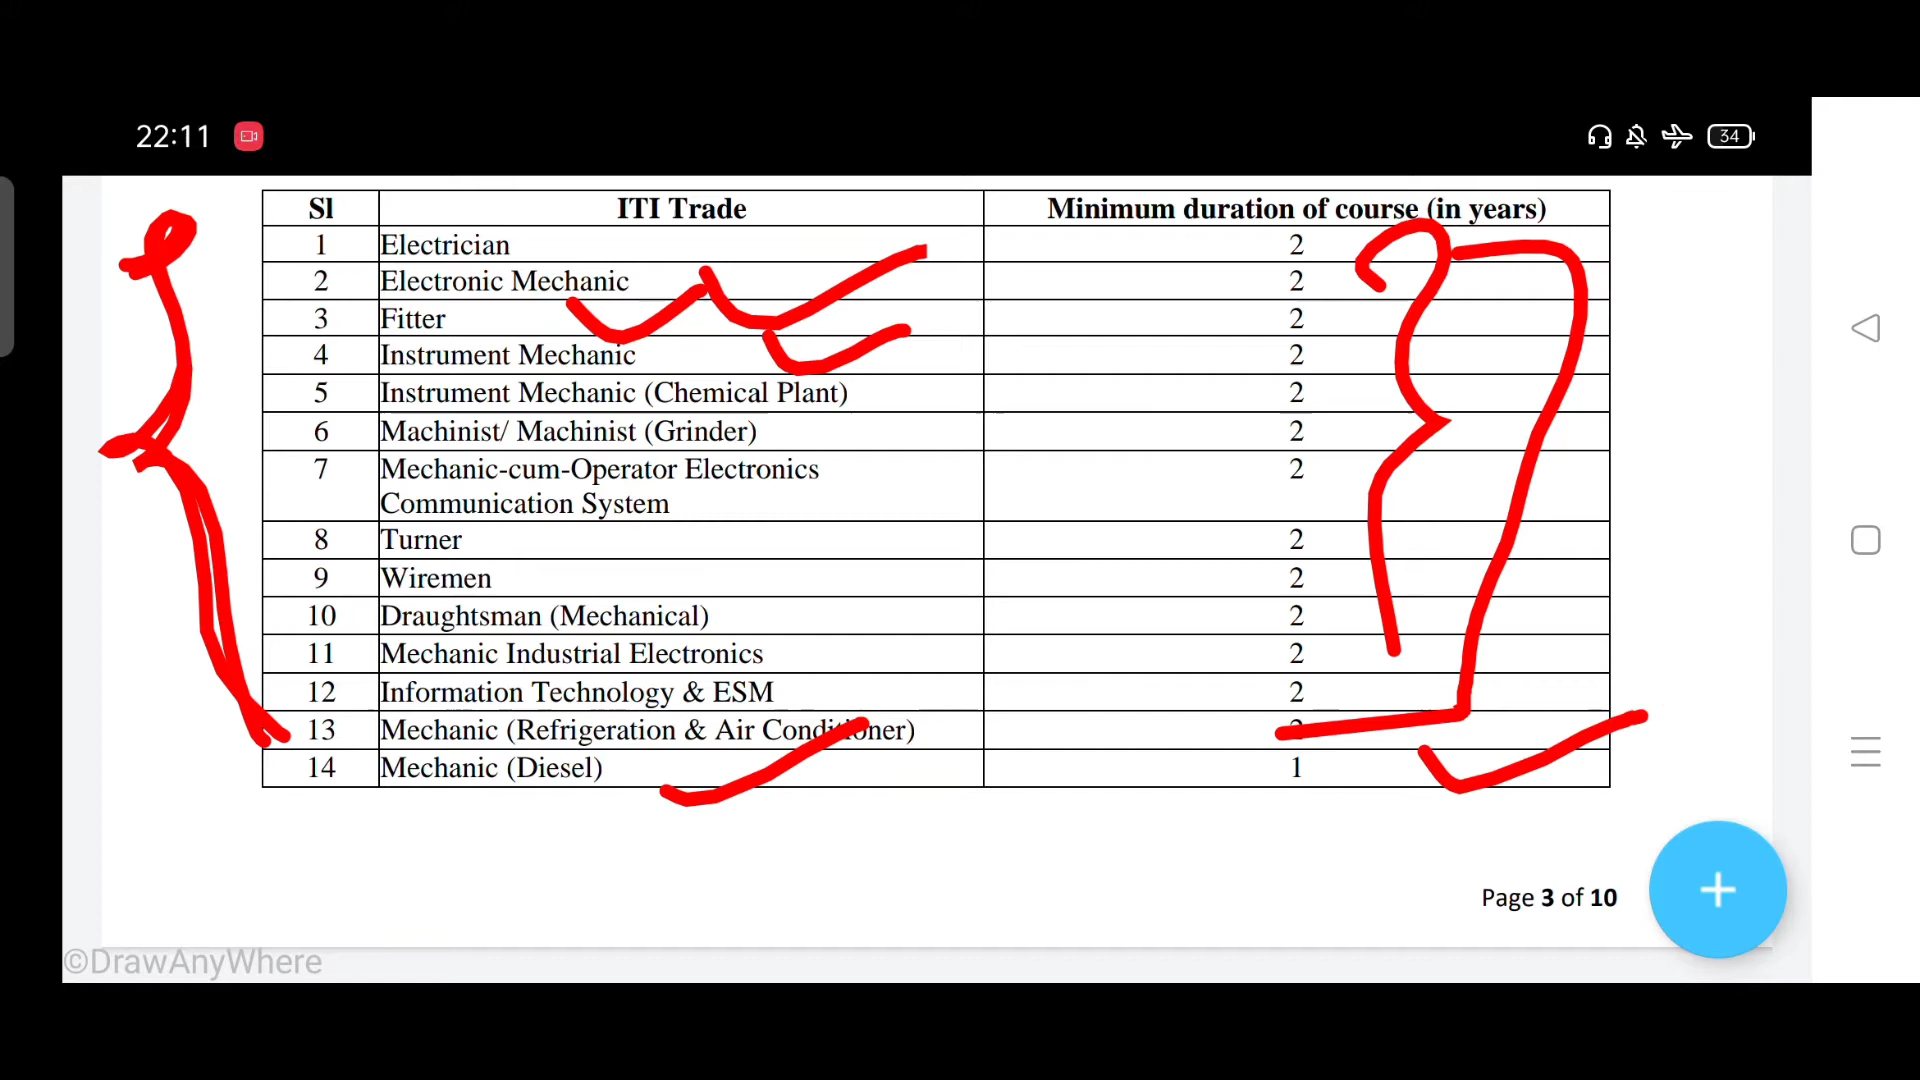 22:11
34
Sl ITI Trade Minimum duration of course (in years)
1 Electrician 2
2 Electronic Mechanic 2
3 Fitter 2
4 Instrument Mechanic 2
5 Instrument Mechanic (Chemical Plant) 2
6 Machinist/ Machinist (Grinder) 2
7 Mechanic-cum-Operator Electronics 2
Communication System
8 Turner 2
9 Wiremen 2
10 Draughtsman (Mechanical) 2
11 Mechanic Industrial Electronics 2
12 Information Technology & ESM 2
13 Mechanic (Refrigeration & Air Conditioner) 2
14 Mechanic (Diesel) 1
Page 3 of 10
©DrawAnyWhere